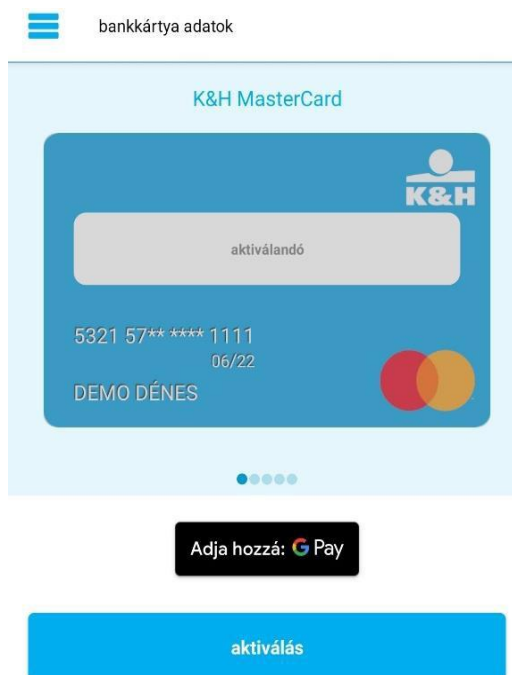 bankkártya adatok
K&H MasterCard
K&H
aktiválandó
5321 57** **** 1111
06/22
DEMO DÉNES
Adja hozzá: G Pay
aktiválás